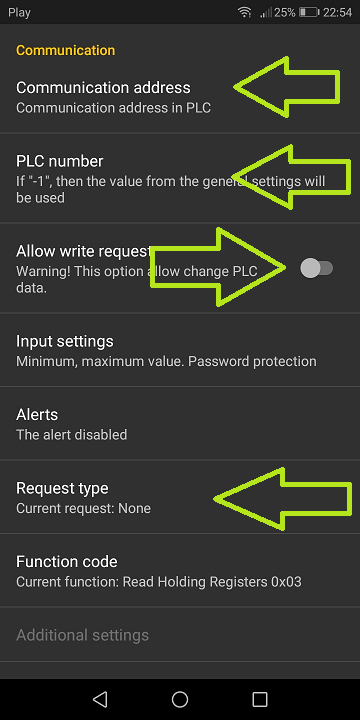 Play 25% 22:54
Communication
Communication address
Communication address in PLC
PLC number
If "-1", then the value from the general settings will
be used
Allow write request
Warning! This option allow change PLC
data.
Input settings
Minimum, maximum value. Password protection
Alerts
The alert disabled
Request type
Current request: None
Function code
Current function: Read Holding Registers 0x03
Additional settings